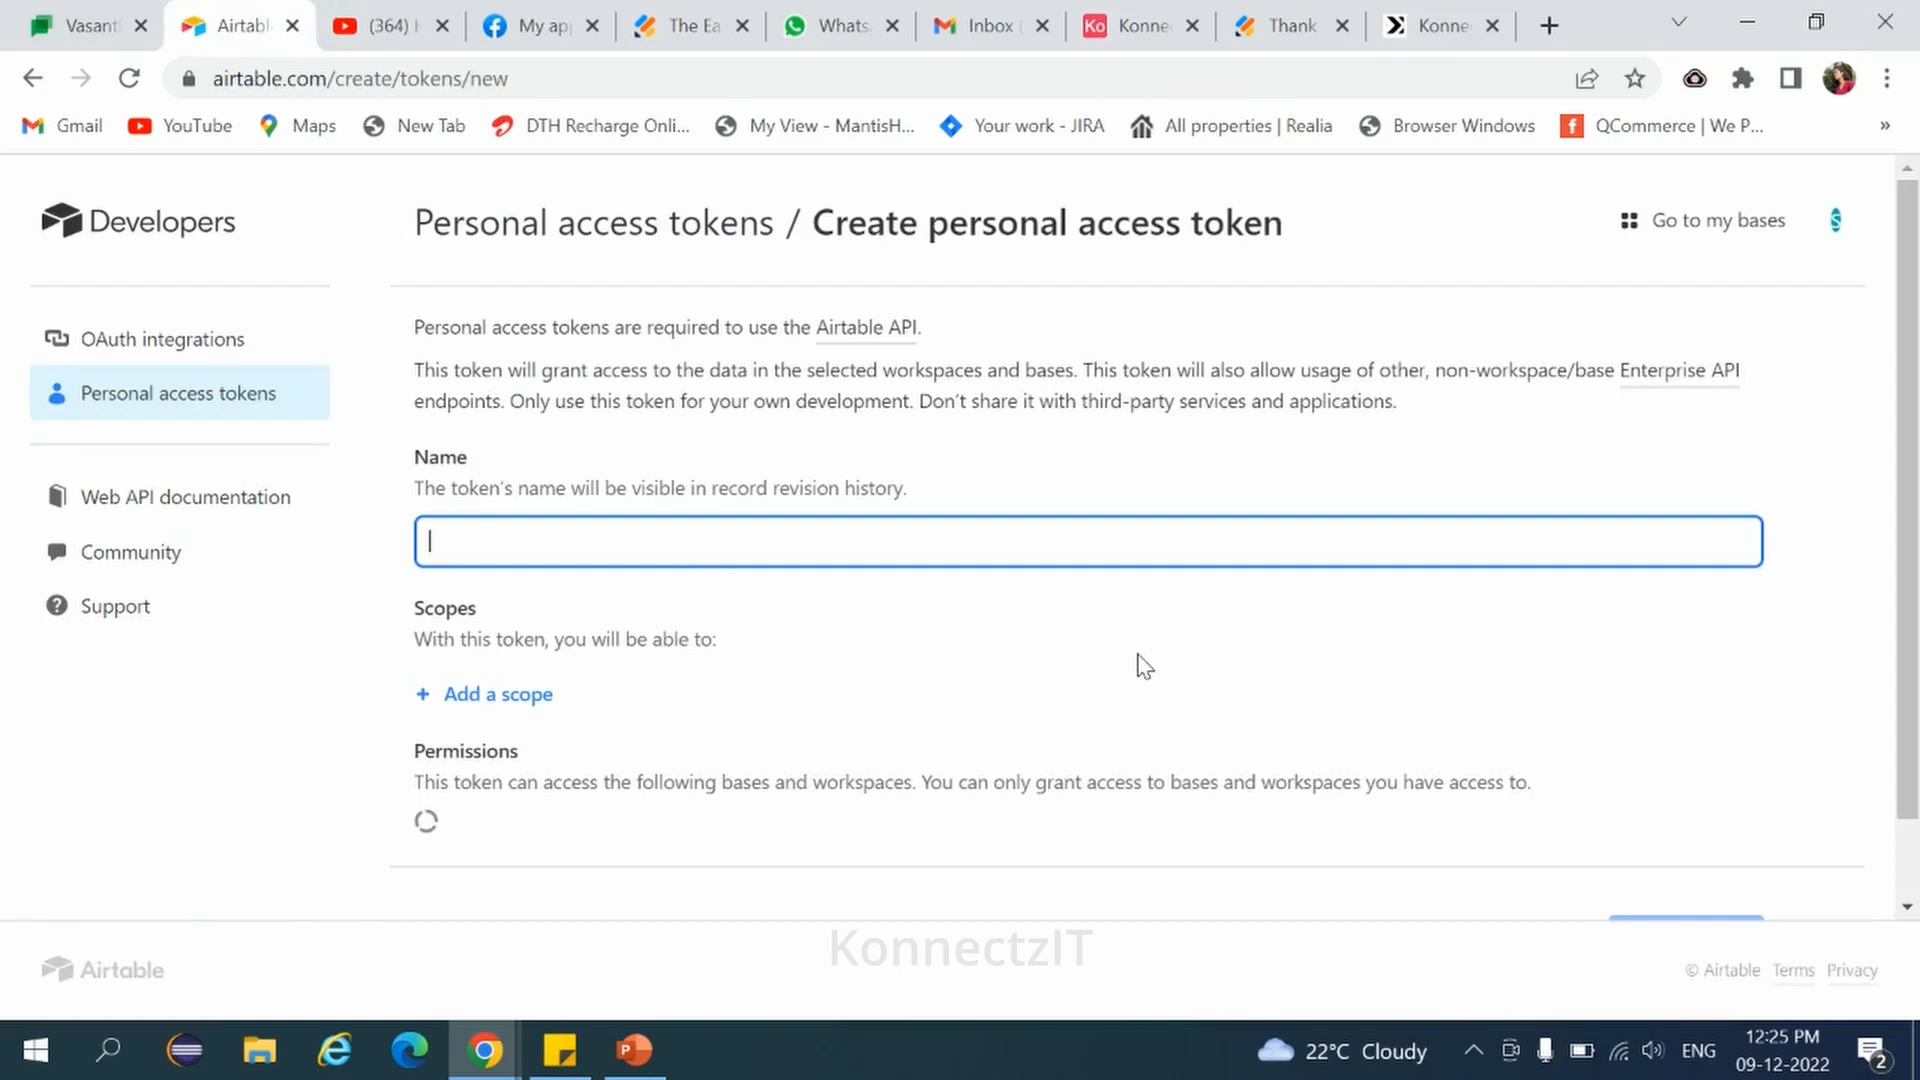 Vasant
Airtabl
(364)
My ap
The Ea
Whats
Inbox
Konne
Thank
Konne
airtable.com/create/tokens/new
Gmail
YouTube
Maps
New Tab
DTH Recharge Onli...
My View - MantisH...
Your work - JIRA
All properties | Realia
Browser Windows
QCommerce | We P...
»
Developers
Personal access tokens / Create personal access token
Go to my bases
S
OAuth integrations
Personal access tokens
Web API documentation
Community
Support
Personal access tokens are required to use the Airtable API.
This token will grant access to the data in the selected workspaces and bases. This token will also allow usage of other, non-workspace/base Enterprise API
endpoints. Only use this token for your own development. Don't share it with third-party services and applications.
Name
The token's name will be visible in record revision history.
Scopes
With this token, you will be able to:
+ Add a scope
Permissions
This token can access the following bases and workspaces. You can only grant access to bases and workspaces you have access to.
KonnectzIT
Airtable
© Airtable Terms Privacy
22°C Cloudy
ENG
12:25 PM
09-12-2022
2